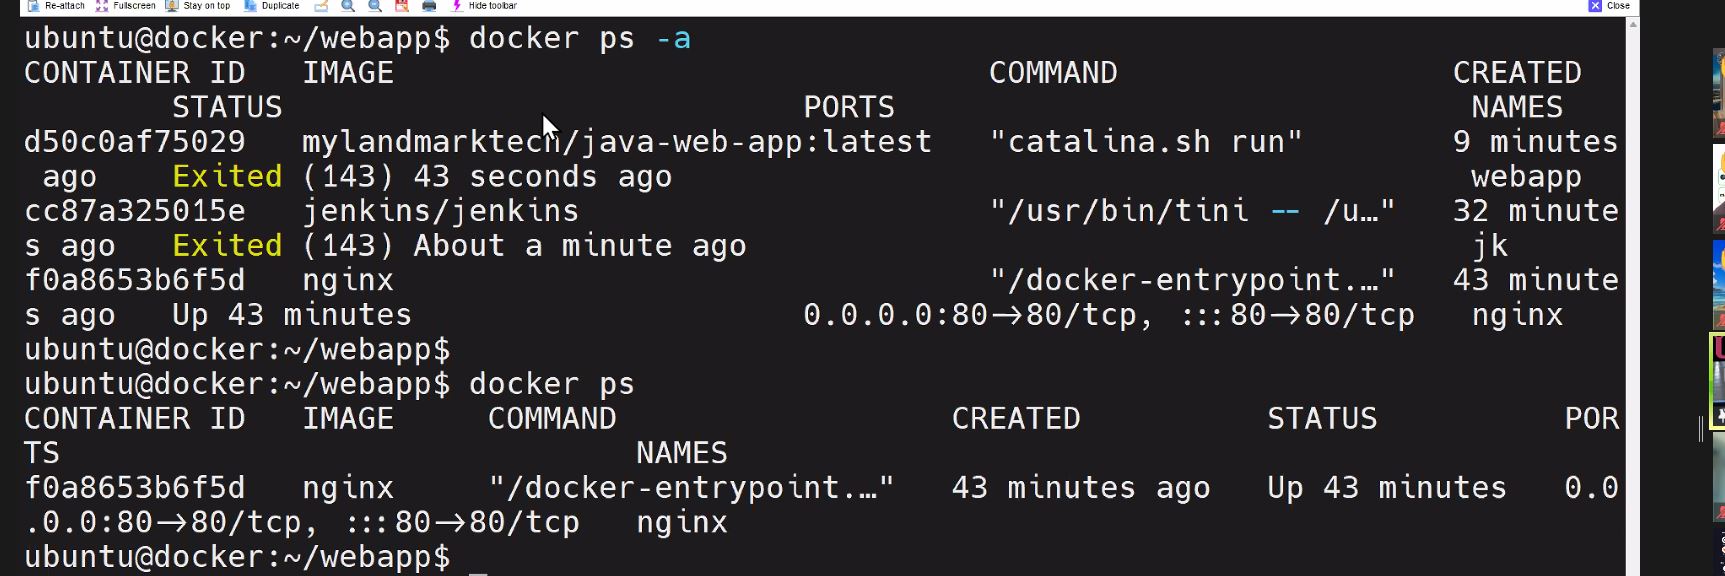 Re-attach Fullscreen Stay on top Duplicate Hide toolbar Close
ubuntu@docker:~/webapp$ docker ps -a
CONTAINER ID IMAGE COMMAND CREATED
STATUS PORTS NAMES
d50c0af75029 mylandmarktech/java-web-app:latest "catalina.sh run" 9 minutes
ago Exited (143) 43 seconds ago webapp
cc87a325015e jenkins/jenkins "/usr/bin/tini -- /u…" 32 minute
s ago Exited (143) About a minute ago jk
f0a8653b6f5d nginx "/docker-entrypoint.…" 43 minute
s ago Up 43 minutes 0.0.0.0:80->80/tcp, :::80->80/tcp nginx
ubuntu@docker:~/webapp$
ubuntu@docker:~/webapp$ docker ps
CONTAINER ID IMAGE COMMAND CREATED STATUS POR
TS NAMES
f0a8653b6f5d nginx "/docker-entrypoint.…" 43 minutes ago Up 43 minutes 0.0
.0.0:80->80/tcp, :::80->80/tcp nginx
ubuntu@docker:~/webapp$